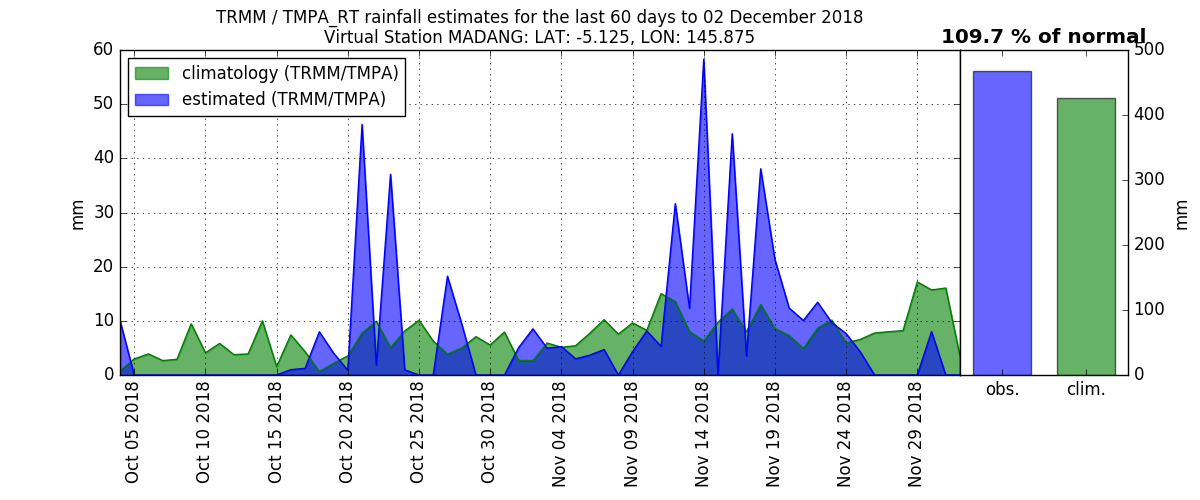 TRMM / TMPA_RT rainfall estimates for the last 60 days to 02 December 2018
Virtual Station MADANG: LAT: -5.125, LON: 145.875
109.7 % of normal
climatology (TRMM/TMPA)
estimated (TRMM/TMPA)
mm
60
50
40
30
20
10
0
Oct 05 2018
Oct 10 2018
Oct 15 2018
Oct 20 2018
Oct 25 2018
Oct 30 2018
Nov 04 2018
Nov 09 2018
Nov 14 2018
Nov 19 2018
Nov 24 2018
Nov 29 2018
obs.
clim.
500
400
300
200
100
0
mm